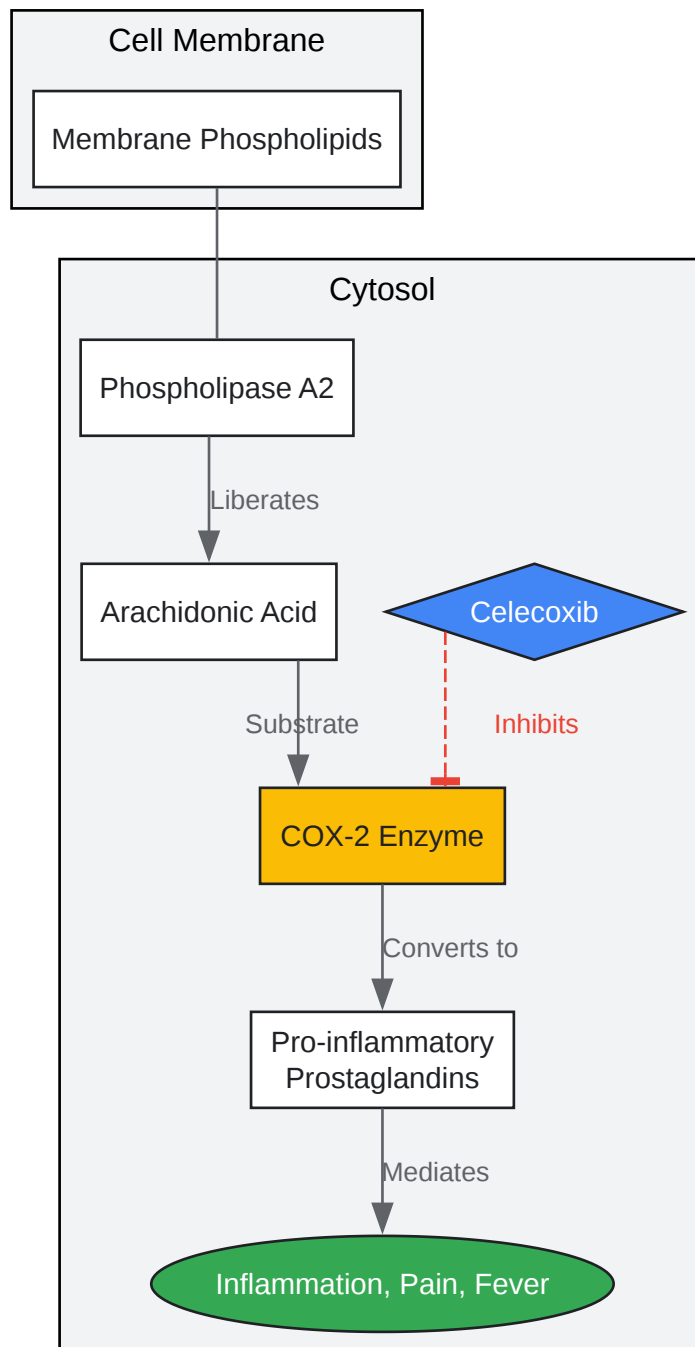 Cell Membrane
Membrane Phospholipids
Cytosol
Phospholipase A2
Liberates
Arachidonic Acid
Celecoxib
Substrate
Inhibits
COX-2 Enzyme
Converts to
Pro-inflammatory
Prostaglandins
Mediates
Inflammation, Pain, Fever